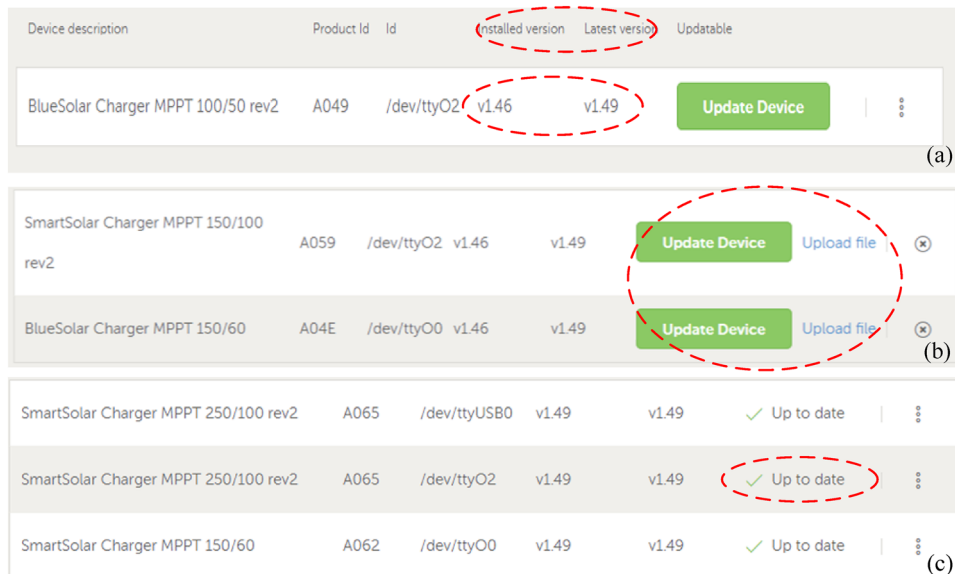 Device description Product Id Id Installed version Latest version Updatable
BlueSolar Charger MPPT 100/50 rev2 A049 /dev/ttyO2 v1.46 v1.49 Update Device
(a)
SmartSolar Charger MPPT 150/100
rev2 A059 /dev/ttyO2 v1.46 v1.49 Update Device Upload file
BlueSolar Charger MPPT 150/60 A04E /dev/ttyO0 v1.46 v1.49 Update Device Upload file
(b)
SmartSolar Charger MPPT 250/100 rev2 A065 /dev/ttyUSB0 v1.49 v1.49 Up to date
SmartSolar Charger MPPT 250/100 rev2 A065 /dev/ttyO2 v1.49 v1.49 Up to date
SmartSolar Charger MPPT 150/60 A062 /dev/ttyO0 v1.49 v1.49 Up to date
(c)